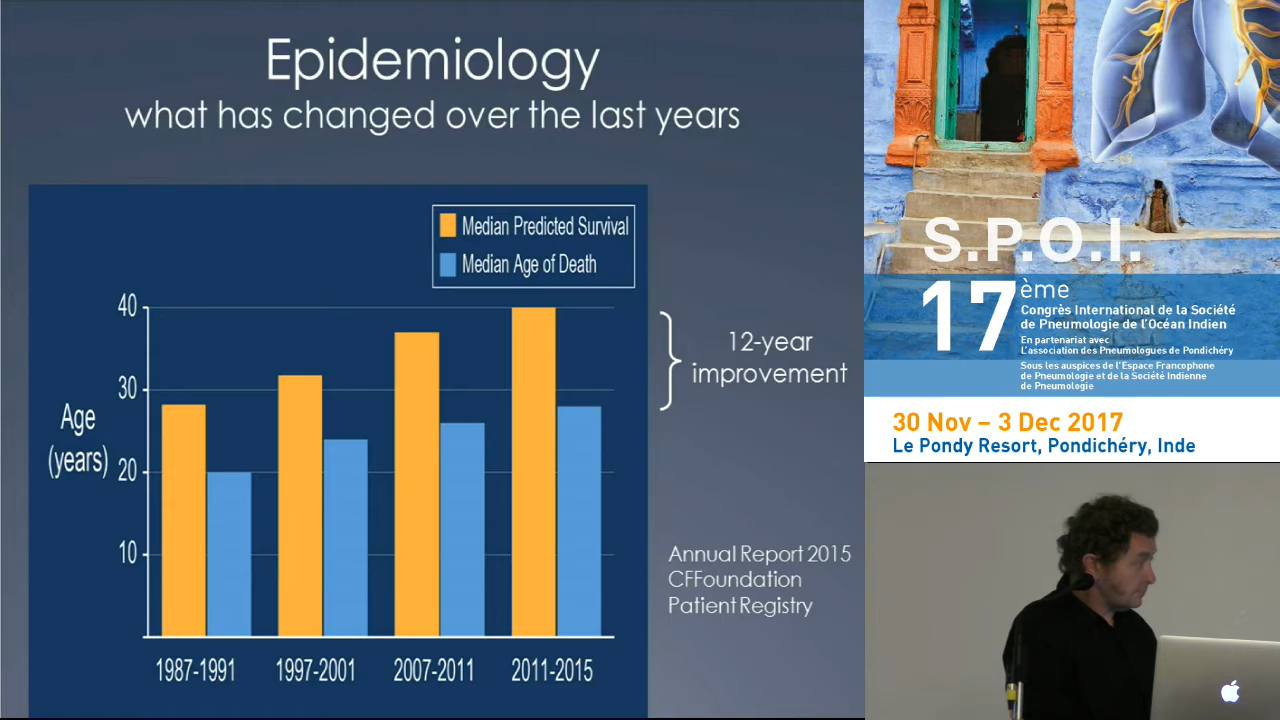 Epidemiology
what has changed over the last years
Median Predicted Survival
Median Age of Death
40
30
20
10
Age
(years)
1987-1991
1997-2001
2007-2011
2011-2015
12-year
improvement
Annual Report 2015
CFFoundation
Patient Registry
S.P.O.I.
17ème
Congrès International de la Société
de Pneumologie de l'Océan Indien
En partenariat avec
L'association des Pneumologues de Pondichéry
Sous les auspices de l'Espace Francophone
de Pneumologie et de la Société Indienne
de Pneumologie
30 Nov – 3 Dec 2017
Le Pondy Resort, Pondichéry, Inde